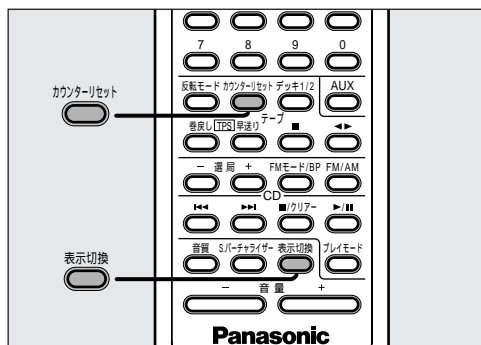 7 8 9 0
カウンターリセット
反転モード カウンターリセット デッキ1/2 AUX
テープ
巻戻し TPS 早送り ■ ◄►
− 選局 + FMモード/BP FM/AM
CD
I◄◄ ►►I ■/クリアー ►/II
表示切換
音質 S.バーチャライザー 表示切換 プレイモード
− 音量 +
Panasonic